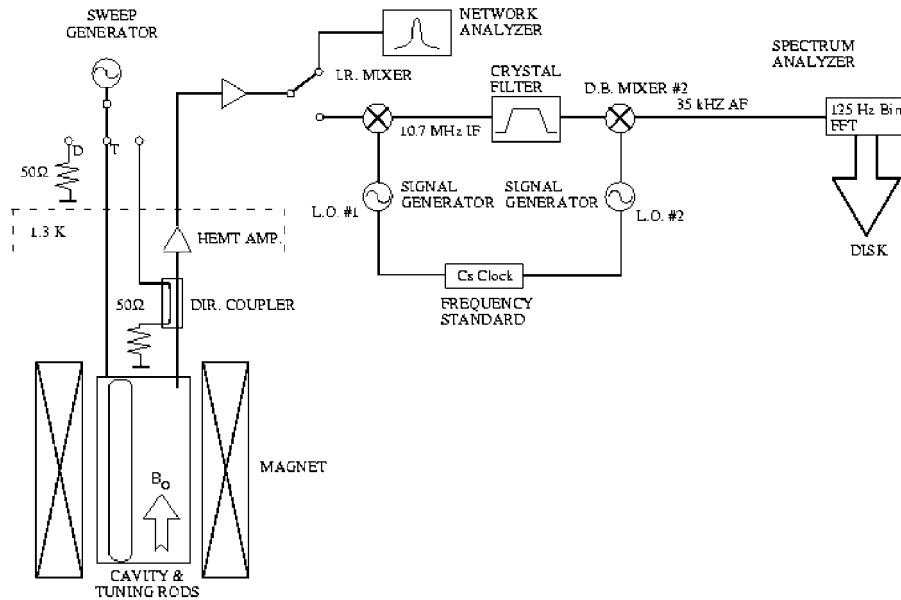 SWEEP
GENERATOR
NETWORK
ANALYZER
I.R. MIXER
CRYSTAL
FILTER
D.B. MIXER #2
SPECTRUM
ANALYZER
10.7 MHz IF
35 kHZ AF
125 Hz Bin
FFT
D
T
50Ω
SIGNAL
GENERATOR
SIGNAL
GENERATOR
L.O. #1
L.O. #2
1.3 K
HEMT AMP.
DISK
Cs Clock
FREQUENCY
STANDARD
50Ω
DIR. COUPLER
MAGNET
B₀
CAVITY &
TUNING RODS